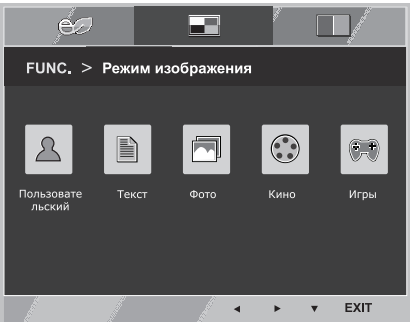 FUNC. > Режим изображения
Пользовате
льский
Текст
Фото
Кино
Игры
EXIT